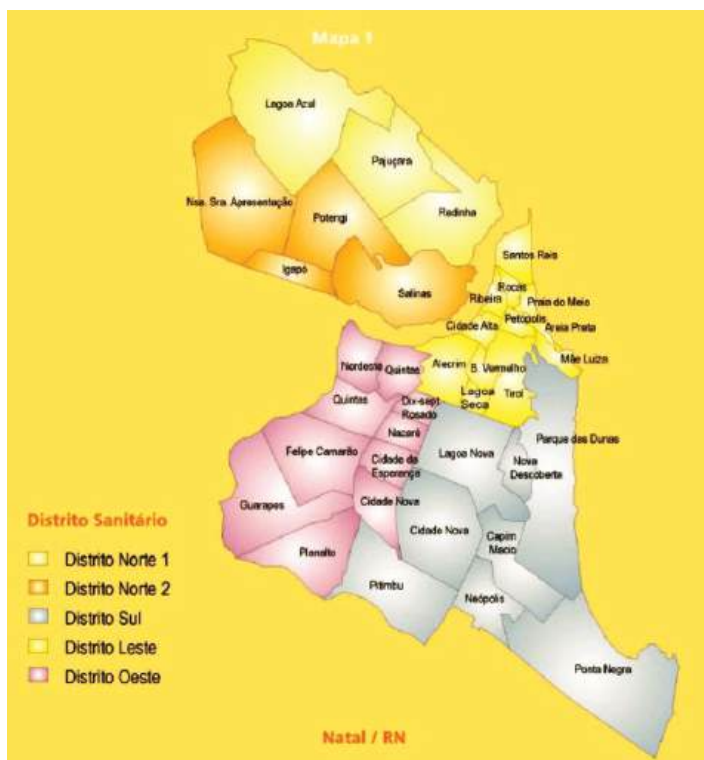 Mapa 1
Lagoa Azul
Pajuçara
Nsa. Sra. Apresentação
Potengi
Redinha
Igapó
Salinas
Santos Reis
Rocas
Ribeira
Praia do Meio
Petópolis
Cidade Alta
Areia Preta
Mãe Luiza
Alecrim
B. Vermelho
Nordeste
Quintas
Lagoa
Seca
Tirol
Quintas
Dix-sept
Rosado
Nazaré
Parque das Dunas
Felipe Camarão
Cidade da
Esperança
Lagoa Nova
Nova
Descoberta
Guarapes
Cidade Nova
Cidade Nova
Capim
Macio
Planalto
Pitimbu
Neópolis
Ponta Negra
Distrito Sanitário
Distrito Norte 1
Distrito Norte 2
Distrito Sul
Distrito Leste
Distrito Oeste
Natal / RN